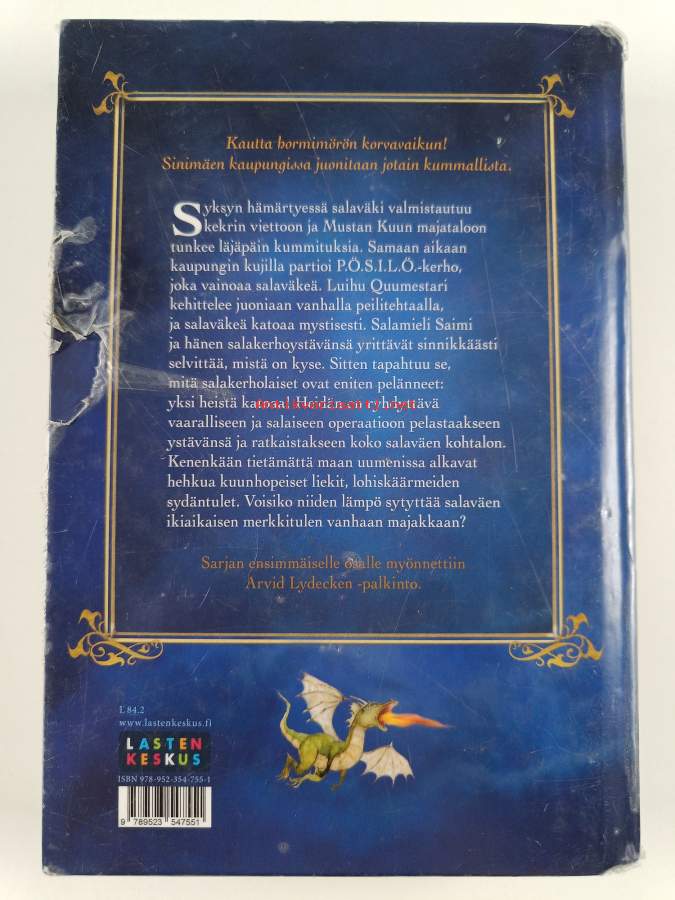 Kautta hormimörön korvavaikun!
Sinimäen kaupungissa juonitaan jotain kummallista.
Syksyn hämärtyessä salaväki valmistautuu
kekrin viettoon ja Mustan Kuun majataloon
tunkee läjäpäin kummituksia. Samaan aikaan
kaupungin kujilla partioi P.Ö.S.I.L.Ö.-kerho,
joka vainoaa salaväkeä. Luihu Quumestari
kehittelee juoniaan vanhalla peilitehtaalla,
ja salaväkeä katoaa mystisesti. Salamieli Saimi
ja hänen salakerhoystävänsä yrittävät sinnikkäästi
selvittää, mistä on kyse. Sitten tapahtuu se,
mitä salakerholaiset ovat eniten pelänneet:
yksi heistä katoaa! Heidän on ryhdyttävä
vaaralliseen ja salaiseen operaatioon pelastaakseen
ystävänsä ja ratkaistakseen koko salaväen kohtalon.
Kenenkään tietämättä maan uumenissa alkavat
hehkua kuunhopeiset liekit, lohiskäärmeiden
sydäntulet. Voisiko niiden lämpö sytyttää salaväen
ikiaikaisen merkkitulen vanhaan majakkaan?
Sarjan ensimmäiselle osalle myönnettiin
Arvid Lydecken -palkinto.
L 84.2
www.lastenkeskus.fi
LASTEN
KESKUS
ISBN 978-952-354-755-1
9 789523 547551